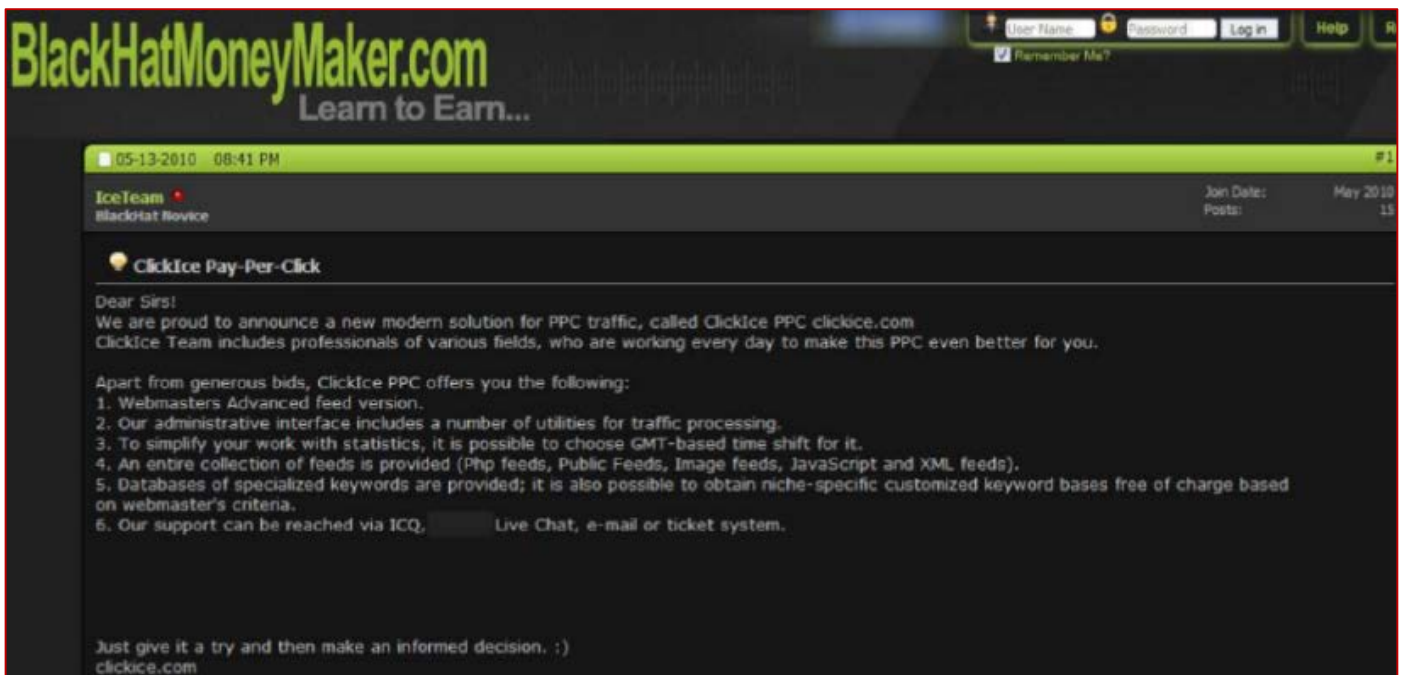 BlackHatMoneyMaker.com
Learn to Earn...
User Name Password Log in Help
Remember Me?
05-13-2010 08:41 PM #1
IceTeam Join Date: May 2010
BlackHat Novice Posts: 15
ClickIce Pay-Per-Click
Dear Sirs!
We are proud to announce a new modern solution for PPC traffic, called ClickIce PPC clickice.com
ClickIce Team includes professionals of various fields, who are working every day to make this PPC even better for you.
Apart from generous bids, ClickIce PPC offers you the following:
1. Webmasters Advanced feed version.
2. Our administrative interface includes a number of utilities for traffic processing.
3. To simplify your work with statistics, it is possible to choose GMT-based time shift for it.
4. An entire collection of feeds is provided (Php feeds, Public Feeds, Image feeds, JavaScript and XML feeds).
5. Databases of specialized keywords are provided; it is also possible to obtain niche-specific customized keyword bases free of charge based
on webmaster's criteria.
6. Our support can be reached via ICQ, Live Chat, e-mail or ticket system.
Just give it a try and then make an informed decision. :)
clickice.com